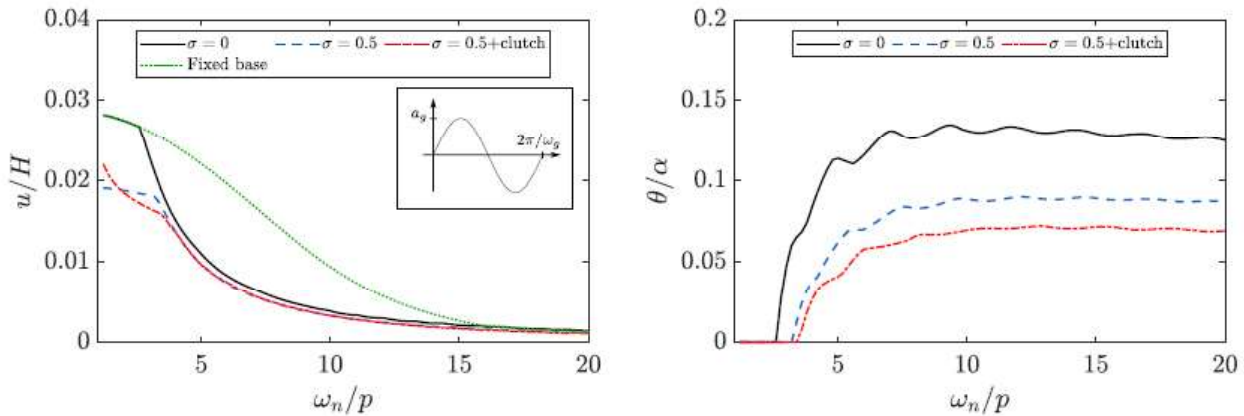 0.04
σ = 0 σ = 0.5 σ = 0.5+clutch
Fixed base
0.03
a_g
2π/ω_g
u/H
0.02
0.01
0
5 10 15 20
ω_n/p
0.2
σ = 0 σ = 0.5 σ = 0.5+clutch
0.15
θ/α
0.1
0.05
0
5 10 15 20
ω_n/p